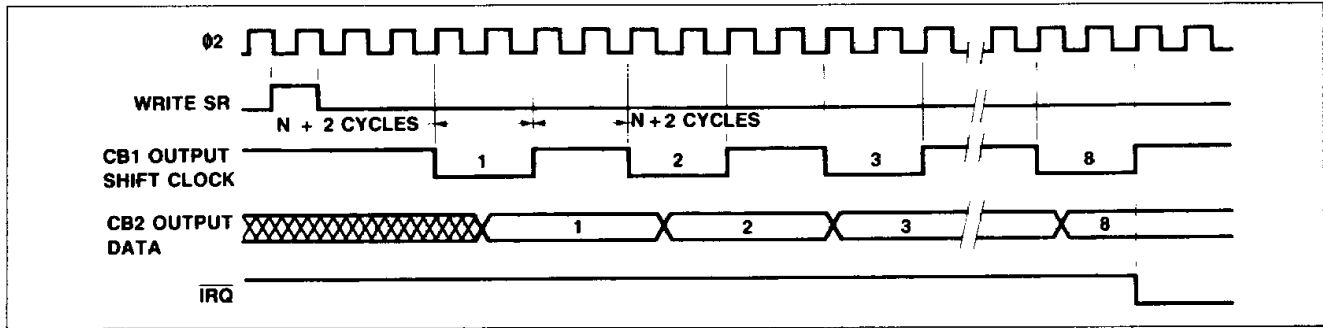 Φ2
WRITE SR
N + 2 CYCLES N + 2 CYCLES
CB1 OUTPUT 1 2 3 8
SHIFT CLOCK
CB2 OUTPUT 1 2 3 8
DATA
IRQ